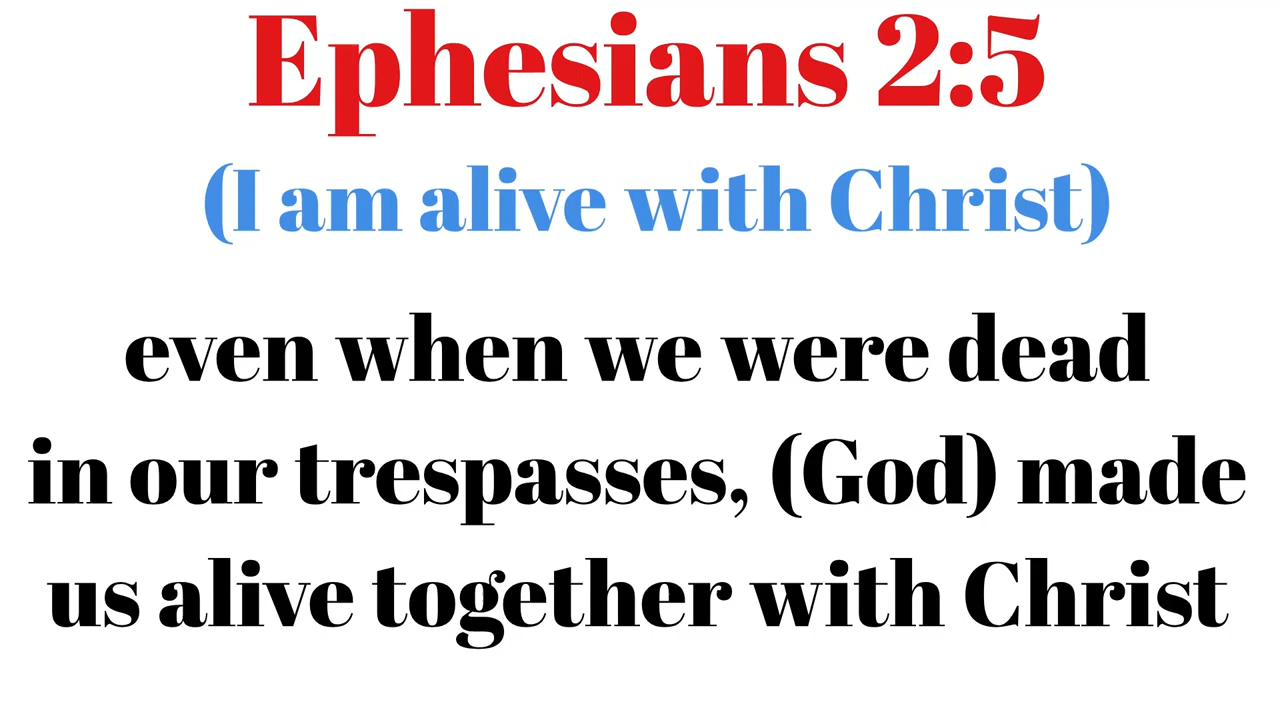 Ephesians 2:5
(I am alive with Christ)
even when we were dead
in our trespasses, (God) made
us alive together with Christ